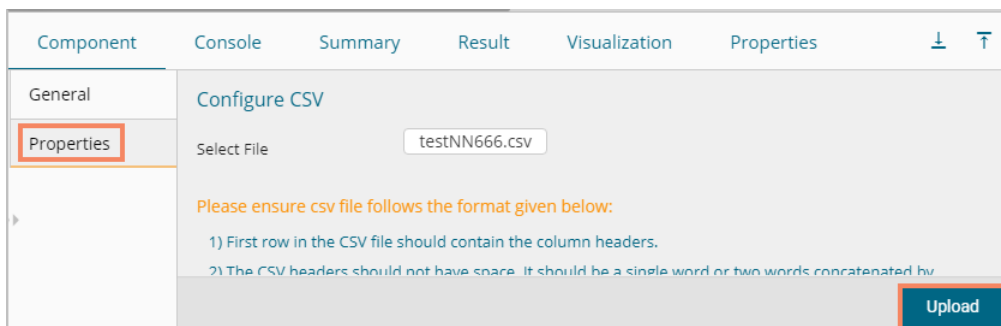 Component Console Summary Result Visualization Properties
General
Properties
Configure CSV
Select File testNN666.csv
Please ensure csv file follows the format given below:
1) First row in the CSV file should contain the column headers.
2) The CSV headers should not have space. It should be a single word or two words concatenated by
Upload